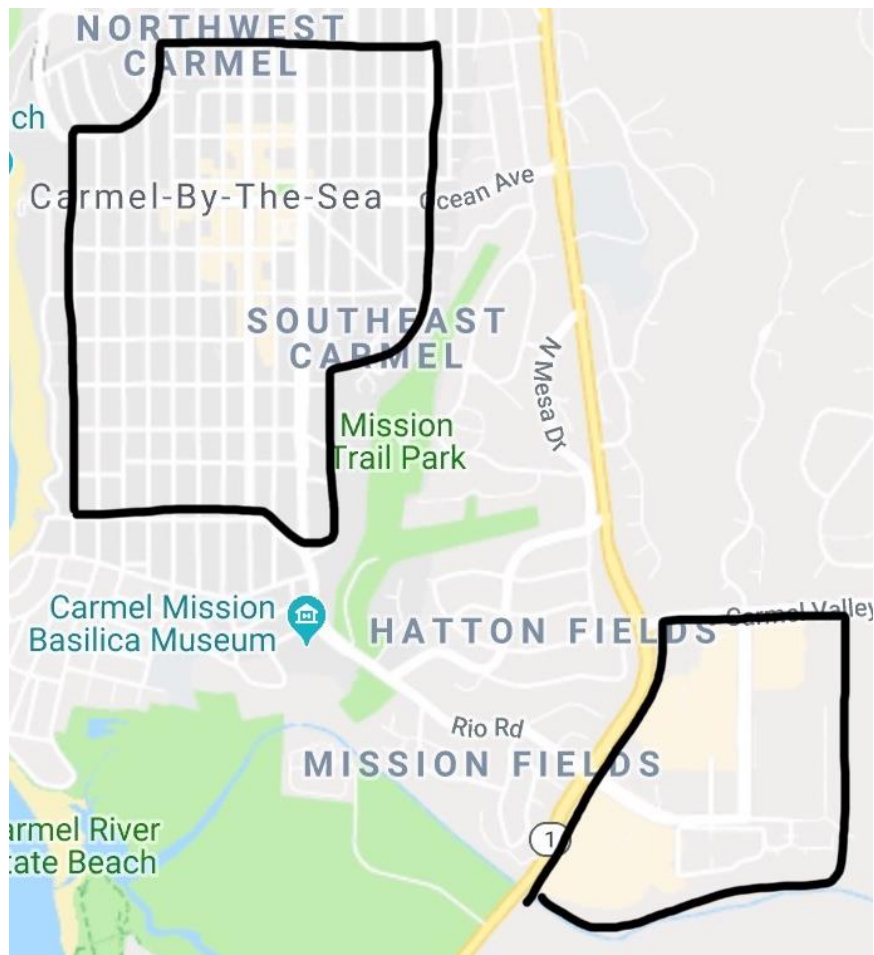 NORTHWEST
CARMEL
ch
Carmel-By-The-Sea
Ocean Ave
SOUTHEAST
CARMEL
N Mesa Dr
Mission
Trail Park
Carmel Mission
Basilica Museum
HATTON FIELDS
Carmel Valley
Rio Rd
MISSION FIELDS
1
armel River
tate Beach